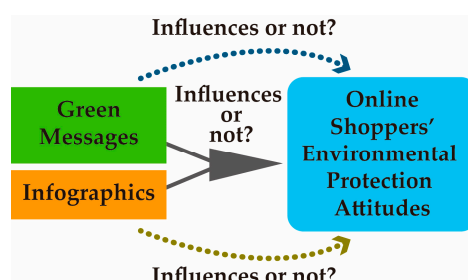 Influences or not?
Green
Messages
Influences
or
not?
Infographics
Online
Shoppers’
Environmental
Protection
Attitudes
Influences or not?